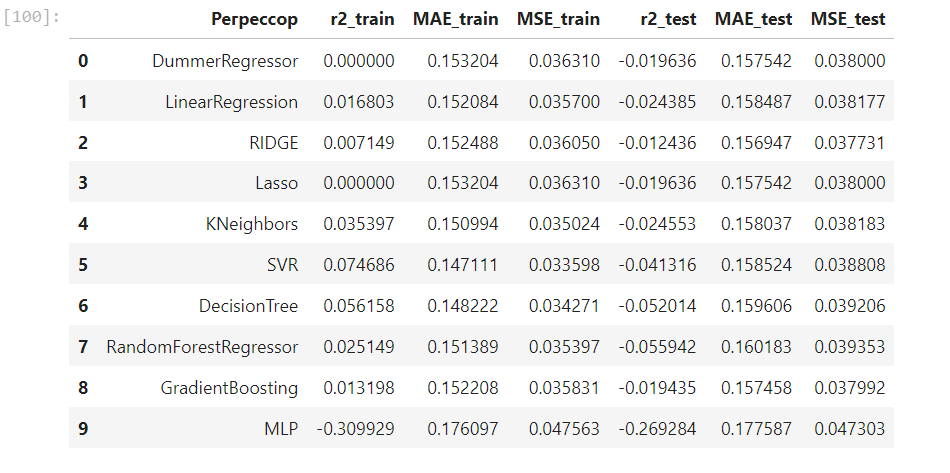 [100]:
Регрессор r2_train MAE_train MSE_train r2_test MAE_test MSE_test
0 DummerRegressor 0.000000 0.153204 0.036310 -0.019636 0.157542 0.038000
1 LinearRegression 0.016803 0.152084 0.035700 -0.024385 0.158487 0.038177
2 RIDGE 0.007149 0.152488 0.036050 -0.012436 0.156947 0.037731
3 Lasso 0.000000 0.153204 0.036310 -0.019636 0.157542 0.038000
4 KNeighbors 0.035397 0.150994 0.035024 -0.024553 0.158037 0.038183
5 SVR 0.074686 0.147111 0.033598 -0.041316 0.158524 0.038808
6 DecisionTree 0.056158 0.148222 0.034271 -0.052014 0.159606 0.039206
7 RandomForestRegressor 0.025149 0.151389 0.035397 -0.055942 0.160183 0.039353
8 GradientBoosting 0.013198 0.152208 0.035831 -0.019435 0.157458 0.037992
9 MLP -0.309929 0.176097 0.047563 -0.269284 0.177587 0.047303